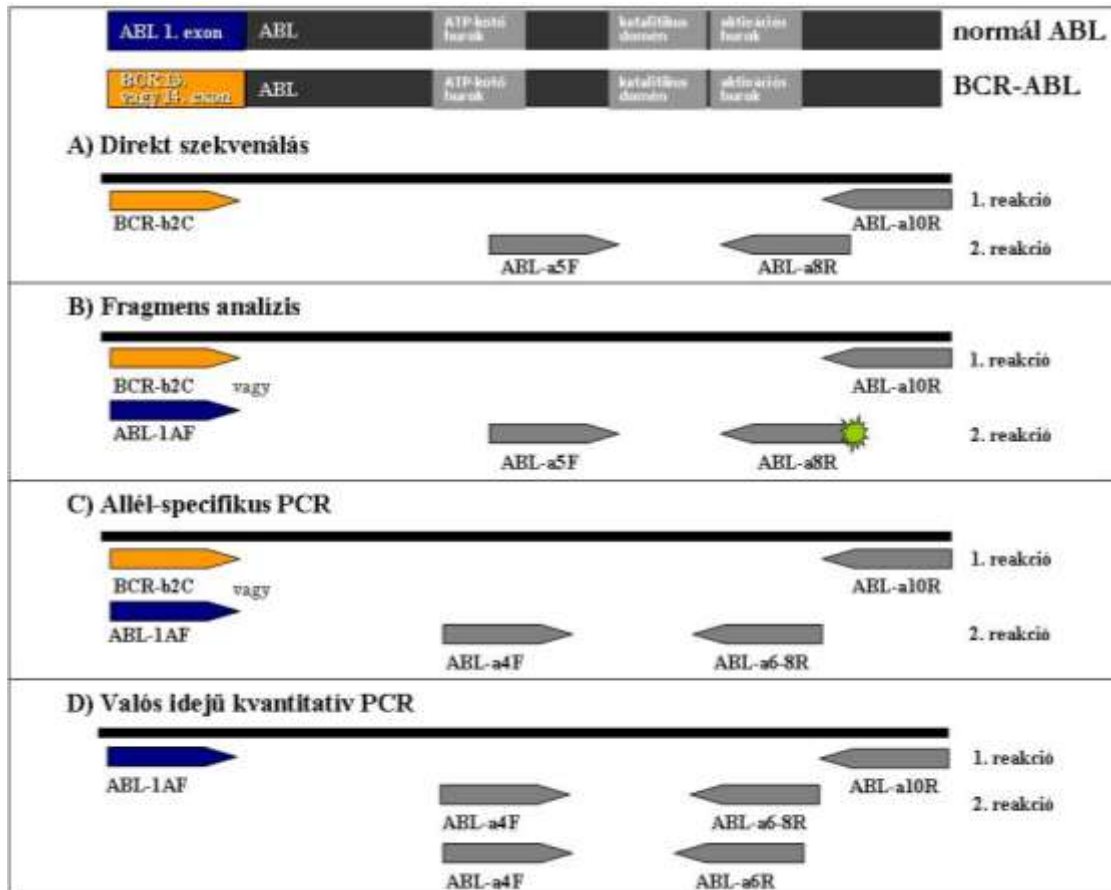 ABL 1. exon ABL ATP-kötő hurok katalitikus domén aktivációs hurok normál ABL
BCR 13. vagy 14. exon ABL ATP-kötő hurok katalitikus domén aktivációs hurok BCR-ABL
A) Direkt szekvenálás
1. reakció
BCR-b2C ABL-a10R
2. reakció
ABL-a5F ABL-a8R
B) Fragmens analízis
1. reakció
BCR-b2C vagy ABL-a10R
ABL-1AF 2. reakció
ABL-a5F ABL-a8R
C) Allél-specifikus PCR
1. reakció
BCR-b2C vagy ABL-a10R
ABL-1AF 2. reakció
ABL-a4F ABL-a6-8R
D) Valós idejű kvantitatív PCR
1. reakció
ABL-1AF ABL-a10R
2. reakció
ABL-a4F ABL-a6-8R
ABL-a4F ABL-a6R